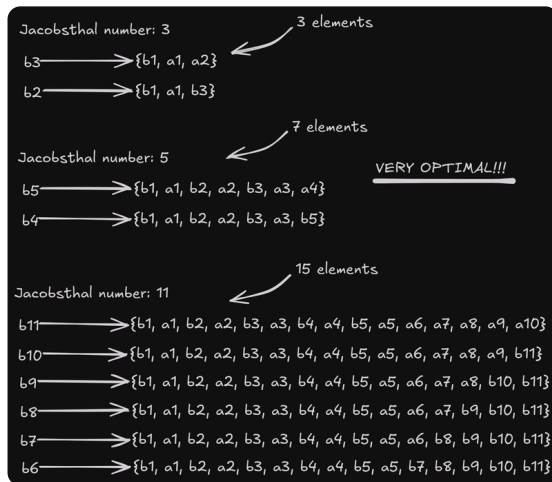 3 elements
Jacobsthal number: 3
b3 {b1, a1, a2}
b2 {b1, a1, b3}
7 elements
Jacobsthal number: 5
VERY OPTIMAL!!!
b5 {b1, a1, b2, a2, b3, a3, a4}
b4 {b1, a1, b2, a2, b3, a3, b5}
15 elements
Jacobsthal number: 11
b11 {b1, a1, b2, a2, b3, a3, b4, a4, b5, a5, a6, a7, a8, a9, a10}
b10 {b1, a1, b2, a2, b3, a3, b4, a4, b5, a5, a6, a7, a8, a9, b11}
b9 {b1, a1, b2, a2, b3, a3, b4, a4, b5, a5, a6, a7, a8, b10, b11}
b8 {b1, a1, b2, a2, b3, a3, b4, a4, b5, a5, a6, a7, b9, b10, b11}
b7 {b1, a1, b2, a2, b3, a3, b4, a4, b5, a5, a6, b8, b9, b10, b11}
b6 {b1, a1, b2, a2, b3, a3, b4, a4, b5, a5, b7, b8, b9, b10, b11}